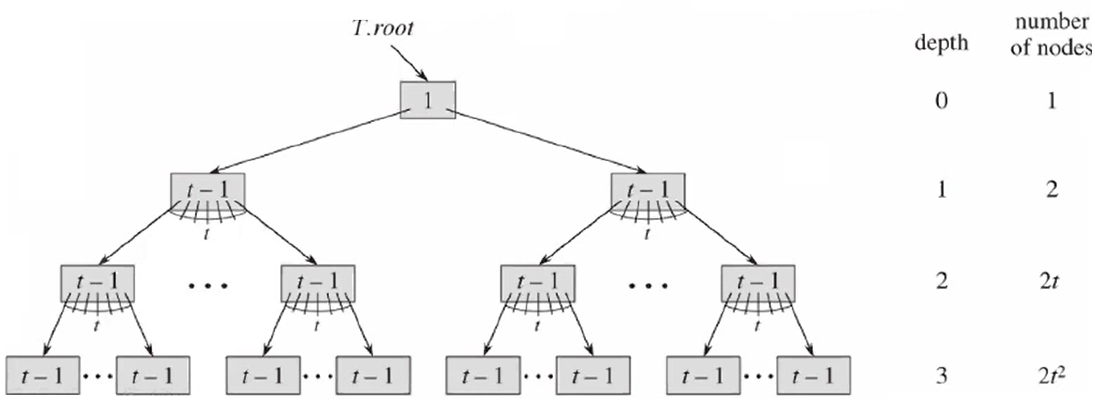 T.root
depth
number
of nodes
1
0
1
t – 1
t – 1
1
2
t
t
t – 1
...
t – 1
t – 1
...
t – 1
2
2t
t
t
t
t
t – 1 ... t – 1
t – 1 ... t – 1
t – 1 ... t – 1
t – 1 ... t – 1
3
2t²